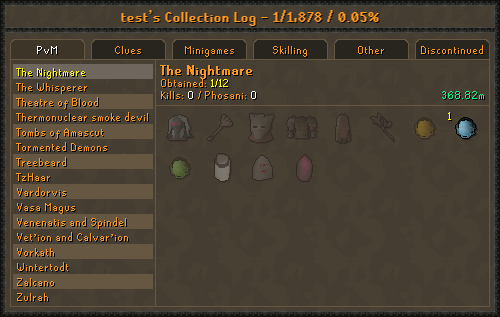 test's Collection Log - 1/1,878 / 0.05%
PvM
Clues
Minigames
Skilling
Other
Discontinued
The Nightmare
The Whisperer
Theatre of Blood
Thermonuclear smoke devil
Tombs of Amascut
Tormented Demons
Treebeard
TzHaar
Vardorvis
Vasa Magus
Venenatis and Spindel
Vet'ion and Calvar'ion
Vorkath
Wintertodt
Zalcano
Zulrah
The Nightmare
Obtained: 1/12
Kills: 0 / Phosani: 0
368.82m
1